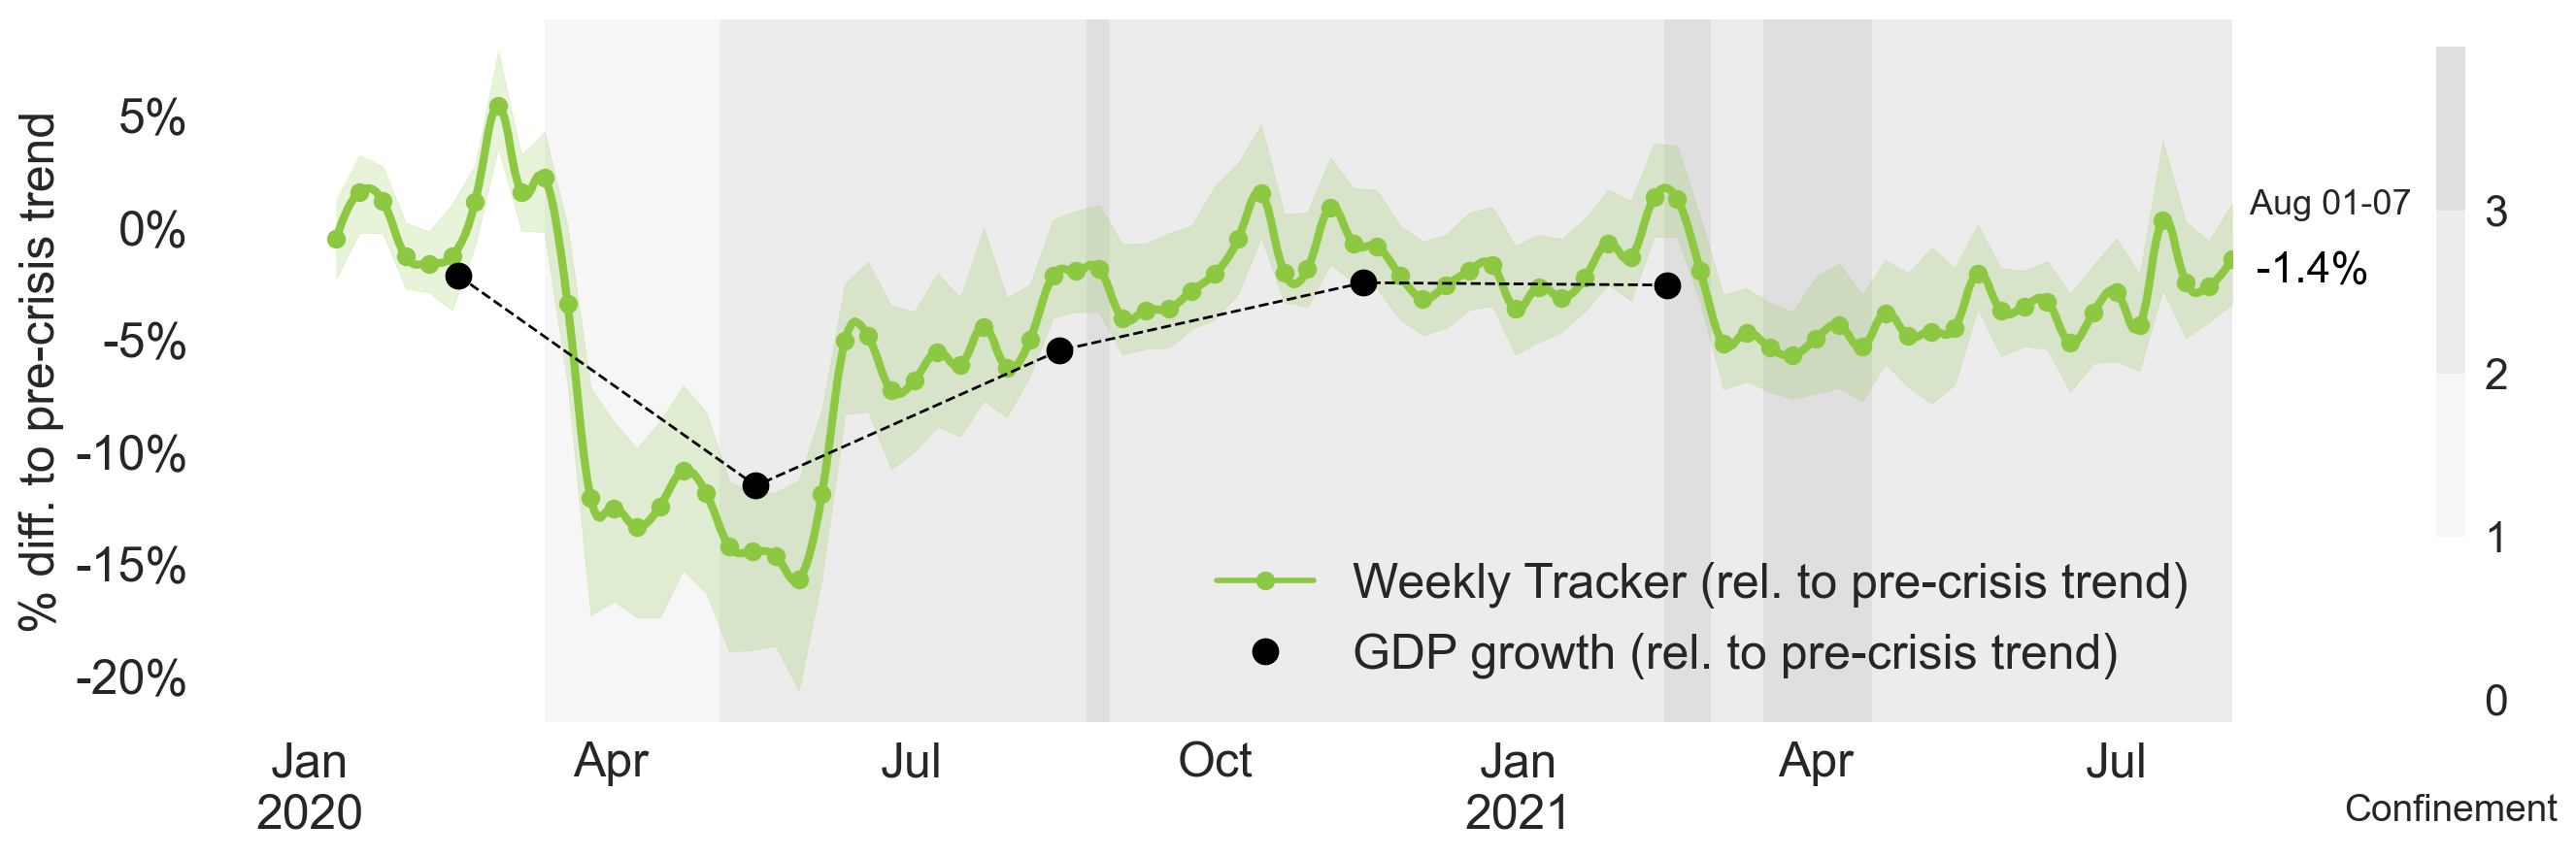 % diff. to pre-crisis trend
5%
0%
-5%
-10%
-15%
-20%
Aug 01-07
-1.4%
Weekly Tracker (rel. to pre-crisis trend)
GDP growth (rel. to pre-crisis trend)
Jan Apr Jul Oct Jan Apr Jul
2020 2021
3
2
1
0
Confinement